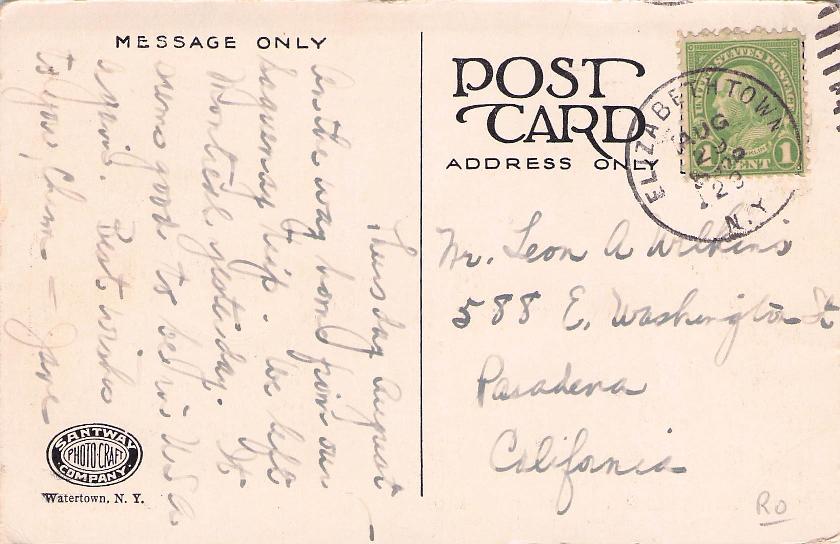 MESSAGE ONLY
Thursday August –
On the way home from our
Saguenay trip. We left
Montreal yesterday. It
seems good to be in U.S.A
again. Best wishes
to you, Chum – Jane
SANTWAY
PHOTO-CRAFT
COMPANY
Watertown, N. Y.
POST
CARD
ADDRESS ONLY
STATES POSTAGE
1 CENT 1
ELIZABETHTOWN
AUG
29
N.Y.
Mr. Leon A Wilkins
588 E. Washington St
Pasadena
California
RO